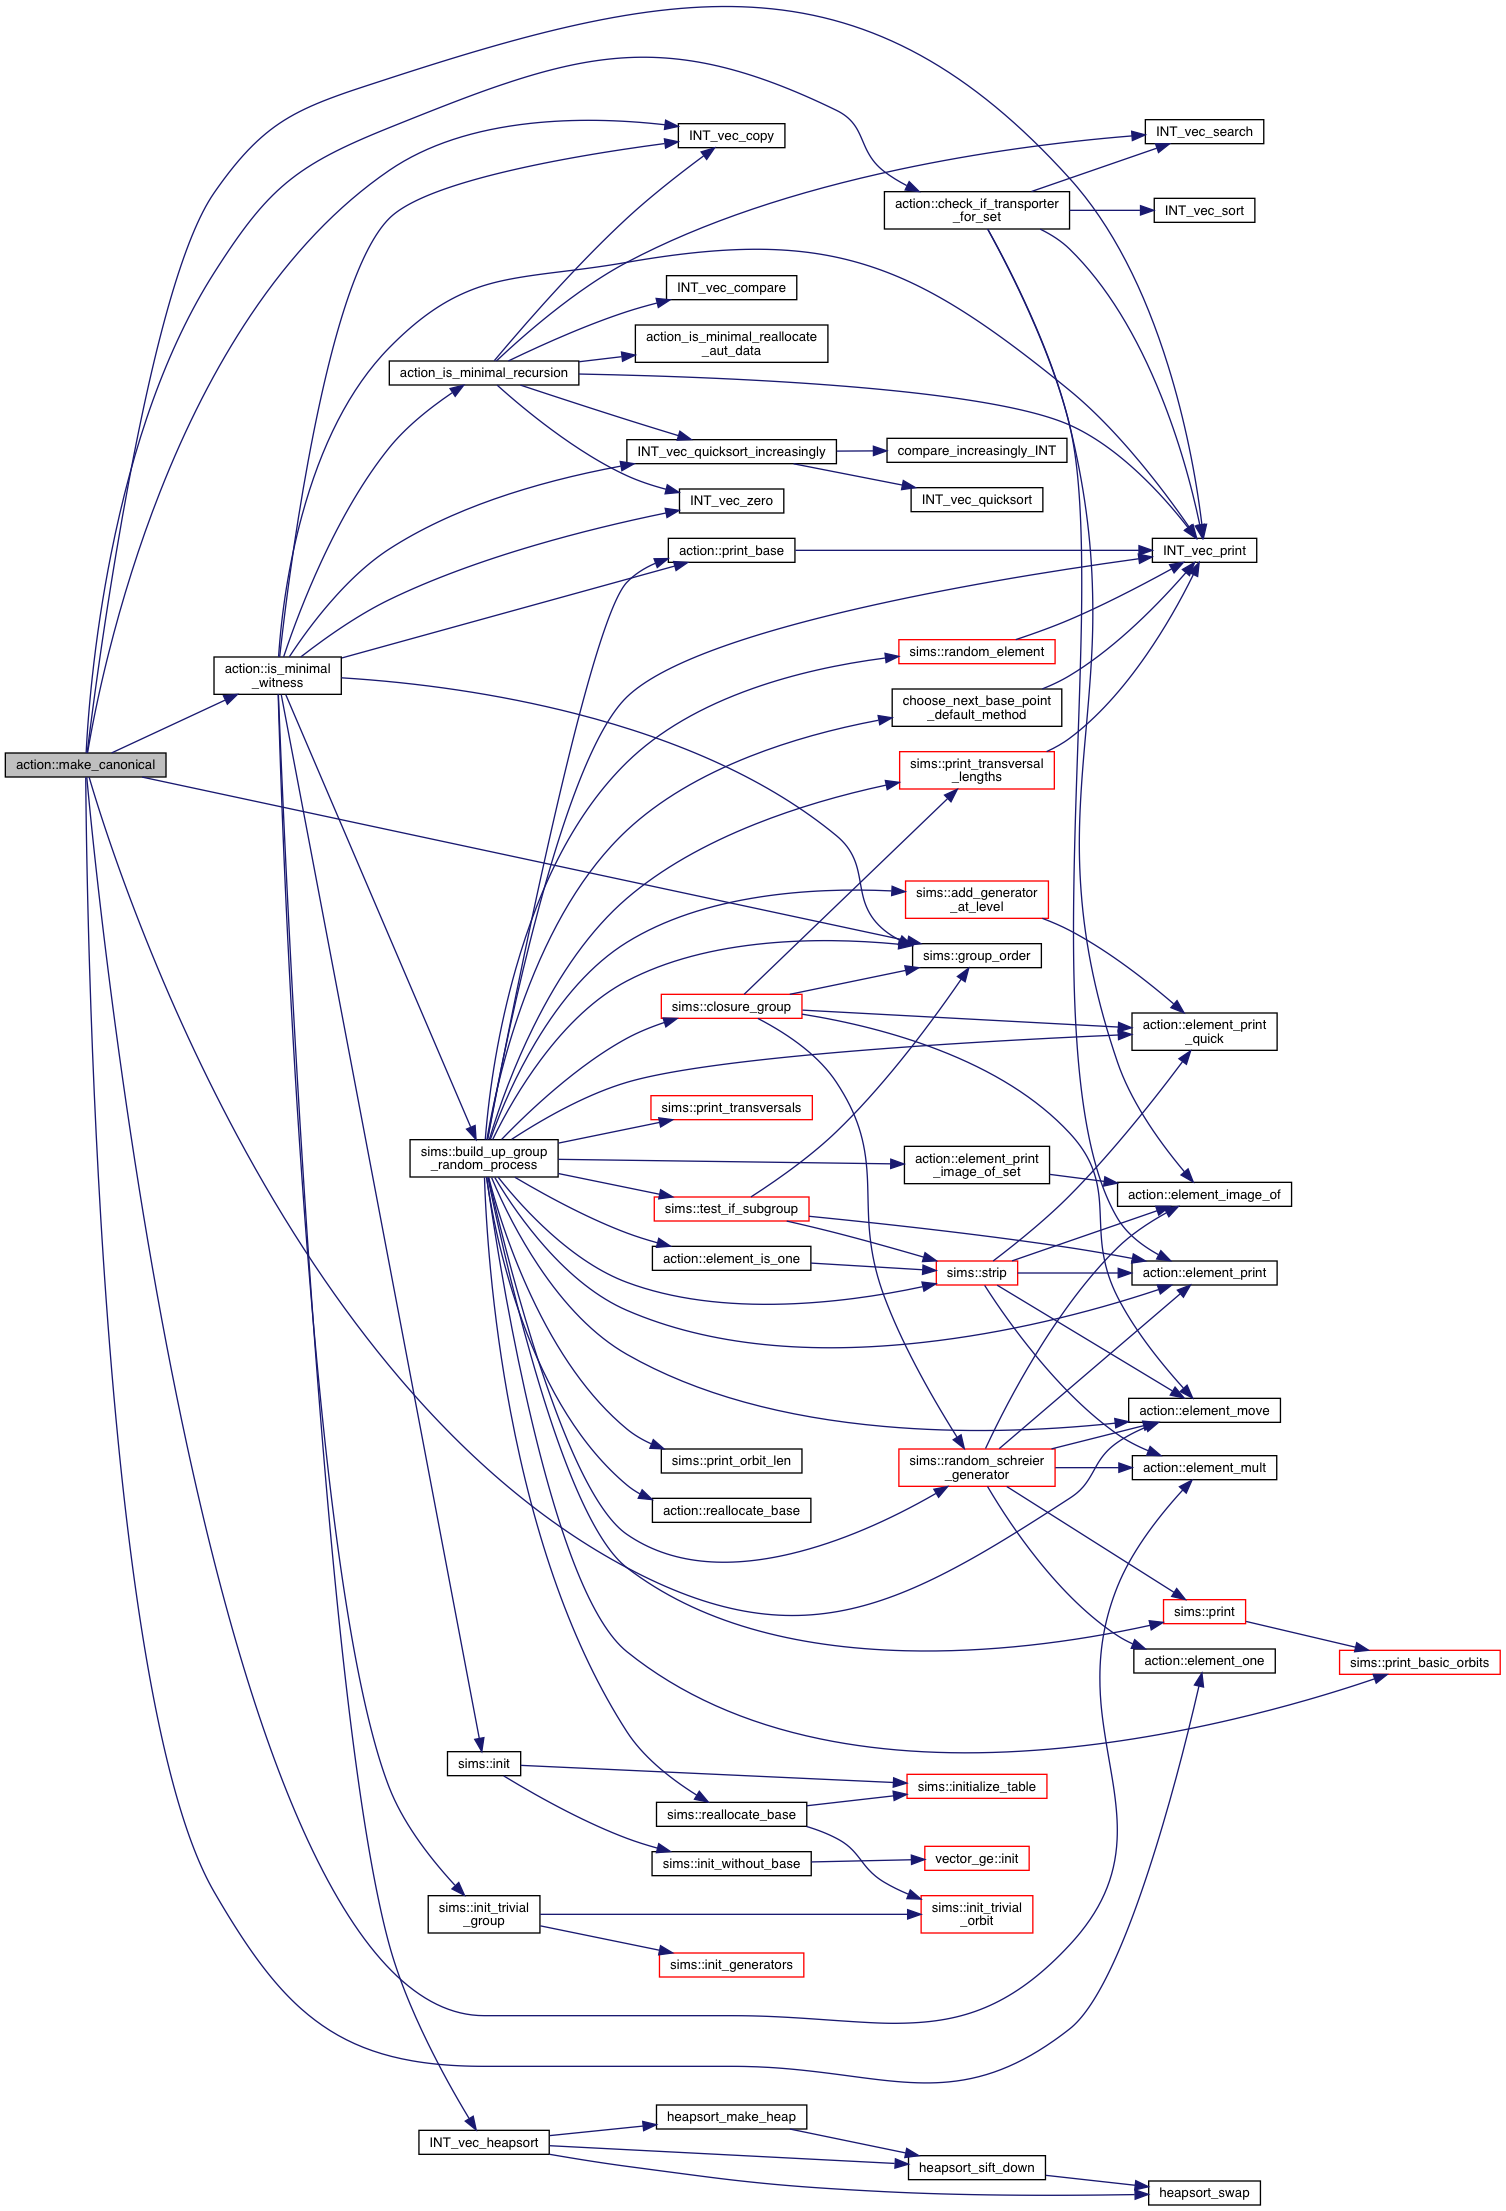 INT_vec_copy
INT_vec_search
action::check_if_transporter
_for_set
INT_vec_sort
INT_vec_compare
action_is_minimal_reallocate
_aut_data
action_is_minimal_recursion
INT_vec_quicksort_increasingly
compare_increasingly_INT
INT_vec_zero
INT_vec_quicksort
action::print_base
INT_vec_print
sims::random_element
action::is_minimal
_witness
choose_next_base_point
_default_method
action::make_canonical
sims::print_transversal
_lengths
sims::add_generator
_at_level
sims::group_order
sims::closure_group
action::element_print
_quick
sims::print_transversals
sims::build_up_group
_random_process
action::element_print
_image_of_set
action::element_image_of
sims::test_if_subgroup
action::element_is_one
sims::strip
action::element_print
action::element_move
sims::print_orbit_len
sims::random_schreier
_generator
action::element_mult
action::reallocate_base
sims::print
action::element_one
sims::print_basic_orbits
sims::init
sims::initialize_table
sims::reallocate_base
sims::init_without_base
vector_ge::init
sims::init_trivial
_group
sims::init_trivial
_orbit
sims::init_generators
heapsort_make_heap
INT_vec_heapsort
heapsort_sift_down
heapsort_swap